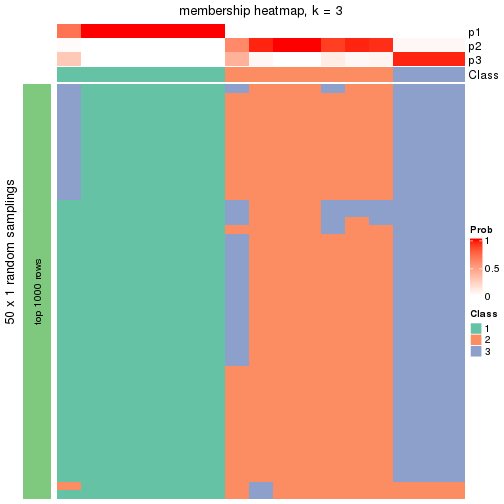 membership heatmap, k = 3
p1
p2
p3
Class
50 x 1 random samplings
top 1000 rows
Prob
1
0.5
0
Class
1
2
3